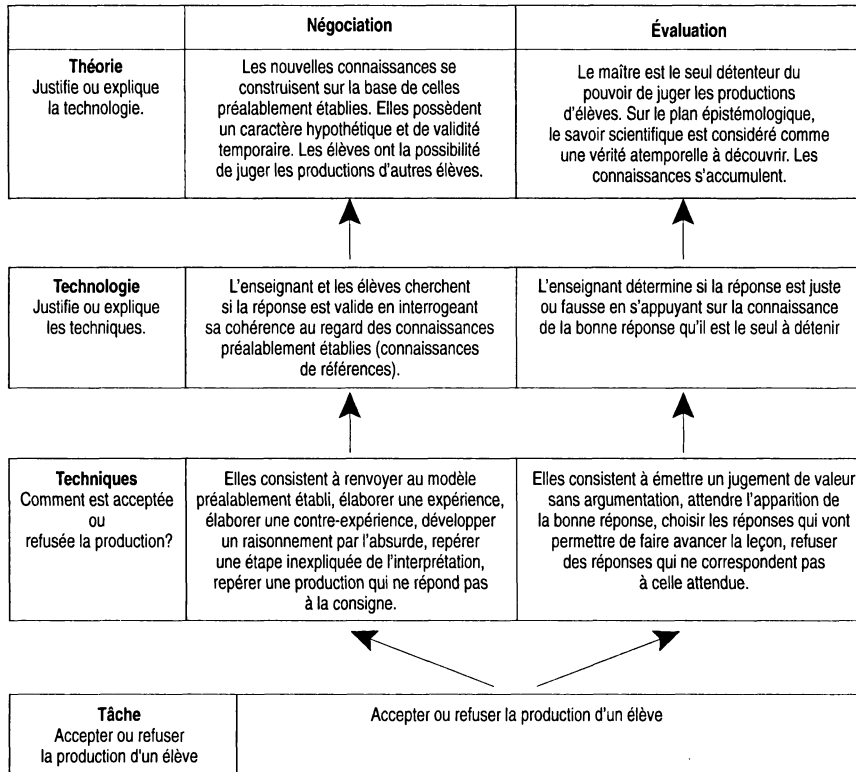 Négociation
Évaluation
Théorie
Justifie ou explique
la technologie.
Les nouvelles connaissances se
construisent sur la base de celles
préalablement établies. Elles possèdent
un caractère hypothétique et de validité
temporaire. Les élèves ont la possibilité
de juger les productions d'autres élèves.
Le maître est le seul détenteur du
pouvoir de juger les productions
d'élèves. Sur le plan épistémologique,
le savoir scientifique est considéré comme
une vérité atemporelle à découvrir. Les
connaissances s'accumulent.
Technologie
Justifie ou explique
les techniques.
L'enseignant et les élèves cherchent
si la réponse est valide en interrogeant
sa cohérence au regard des connaissances
préalablement établies (connaissances
de références).
L'enseignant détermine si la réponse est juste
ou fausse en s'appuyant sur la connaissance
de la bonne réponse qu'il est le seul à détenir
Techniques
Comment est acceptée
ou
refusée la production?
Elles consistent à renvoyer au modèle
préalablement établi, élaborer une expérience,
élaborer une contre-expérience, développer
un raisonnement par l'absurde, repérer
une étape inexpliquée de l'interprétation,
repérer une production qui ne répond pas
à la consigne.
Elles consistent à émettre un jugement de valeur
sans argumentation, attendre l'apparition de
la bonne réponse, choisir les réponses qui vont
permettre de faire avancer la leçon, refuser
des réponses qui ne correspondent pas
à celle attendue.
Tâche
Accepter ou refuser
la production d'un élève
Accepter ou refuser la production d'un élève